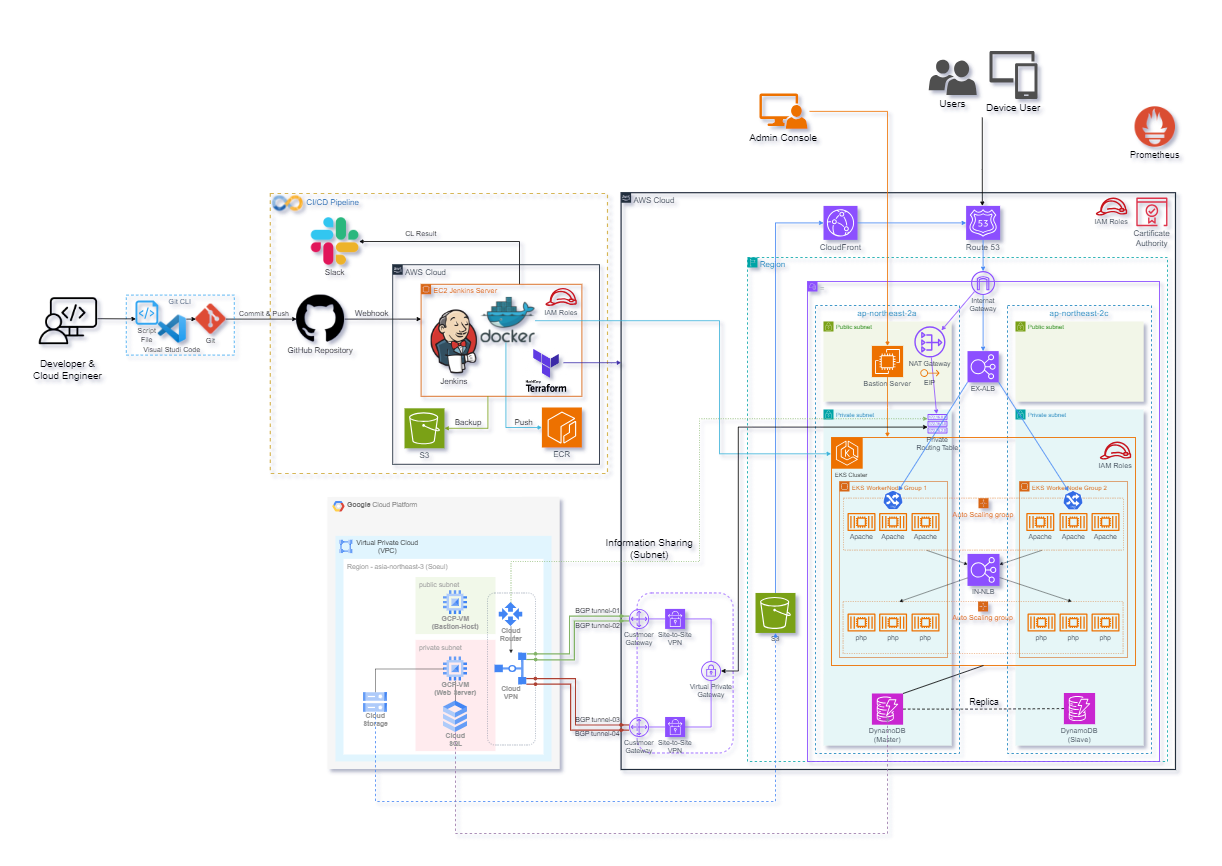 Users
Device User
Admin Console
Prometheus
CI/CD Pipeline
Slack
CL Result
AWS Cloud
EC2 Jenkins Server
IAM Roles
docker
Jenkins
HashiCorp
Terraform
Backup
Push
S3
ECR
Developer &
Cloud Engineer
Git CLI
Script
File
Git
Visual Studi Code
Commit & Push
GitHub Repository
Webhook
AWS Cloud
CloudFront
53
Route 53
IAM Roles
Cartificate
Authority
Region
Internet
Gateway
ap-northeast-2a
ap-northeast-2c
Public subnet
Public subnet
Bastion Server
NAT Gateway
EIP
EX-ALB
Private subnet
Private subnet
Private
Routing Table
EKS Cluster
IAM Roles
EKS WorkerNode Group 1
EKS WorkerNode Group 2
Auto Scaling group
Apache
Apache
Apache
Apache
Apache
Apache
IN-NLB
Auto Scaling group
php
php
php
php
php
php
DynamoDB
(Master)
Replica
DynamoDB
(Slave)
S3
Google Cloud Platform
Virtual Private Cloud
(VPC)
Region - asia-northeast-3 (Soeul)
public subnet
GCP-VM
(Bastion-Host)
private subnet
GCP-VM
(Web Server)
Cloud
SQL
Cloud
Storage
Cloud
Router
Cloud
VPN
Information Sharing
(Subnet)
BGP tunnel-01
BGP tunnel-02
BGP tunnel-03
BGP tunnel-04
Custmoer
Gateway
Site-to-Site
VPN
Virtual Private
Gateway
Custmoer
Gateway
Site-to-Site
VPN